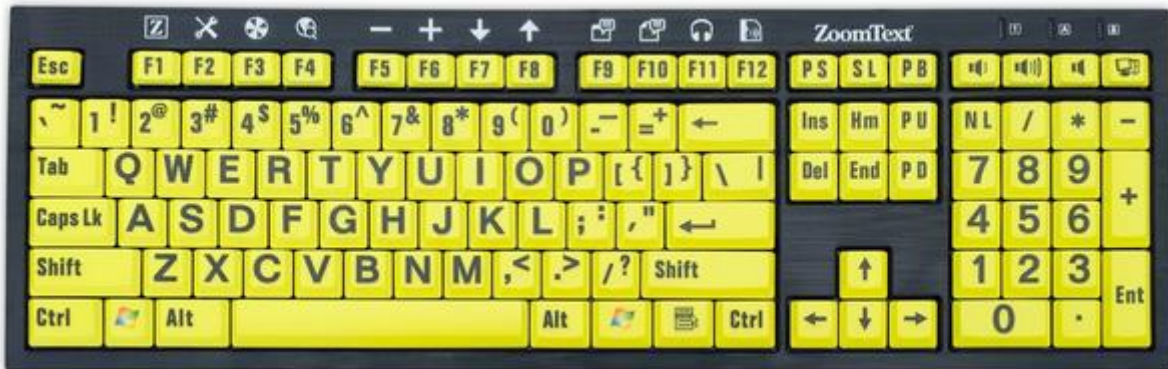 Z ZoomText 1 A
Esc F1 F2 F3 F4 F5 F6 F7 F8 F9 F10 F11 F12 PS SL PB
` ~ 1 ! 2 @ 3 # 4 $ 5 % 6 ^ 7 & 8 * 9 ( 0 ) - _ = + ← Ins Hm PU NL / * -
Tab Q W E R T Y U I O P [ { ] } \ | Del End PD 7 8 9 +
Caps Lk A S D F G H J K L ; : ' " 4 5 6
Shift Z X C V B N M , < . > / ? Shift ↑ 1 2 3 Ent
Ctrl Alt Alt Ctrl ← ↓ → 0 .